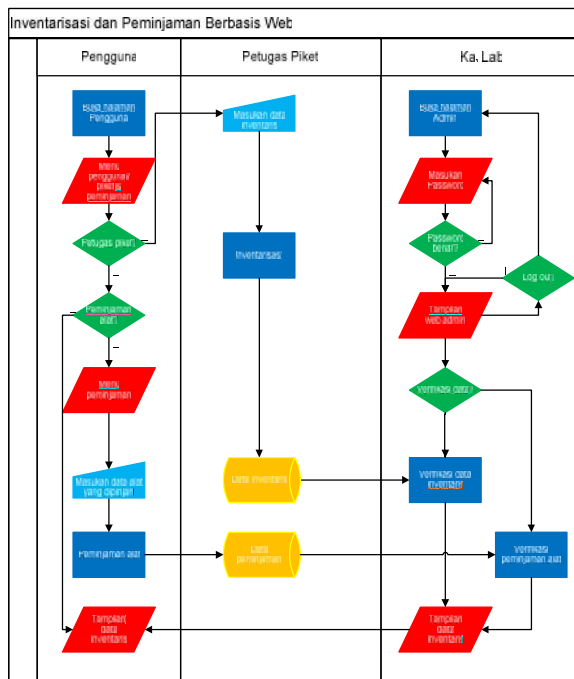 Inventarisasi dan Peminjaman Berbasis Web
Pengguna
Petugas Piket
Ka. Lab
Buka halaman
Pengguna
Menu
pengguna/
piket/js
peminjaman
Petugas piket?
Peminjaman
alat?
Menu
peminjaman
Masukan data alat
yang dipinjam
Peminjaman alat
Tampilan
data
inventaris
Masukan data
inventaris
Inventarisasi
Data inventaris
Data
peminjaman
Buka halaman
Admin
Masukan
Password
Password
benar?
Log out?
Tampilan
web admin
Verifikasi data?
Verifikasi data
inventaris
Verifikasi
peminjaman alat
Tampilan
data
inventaris